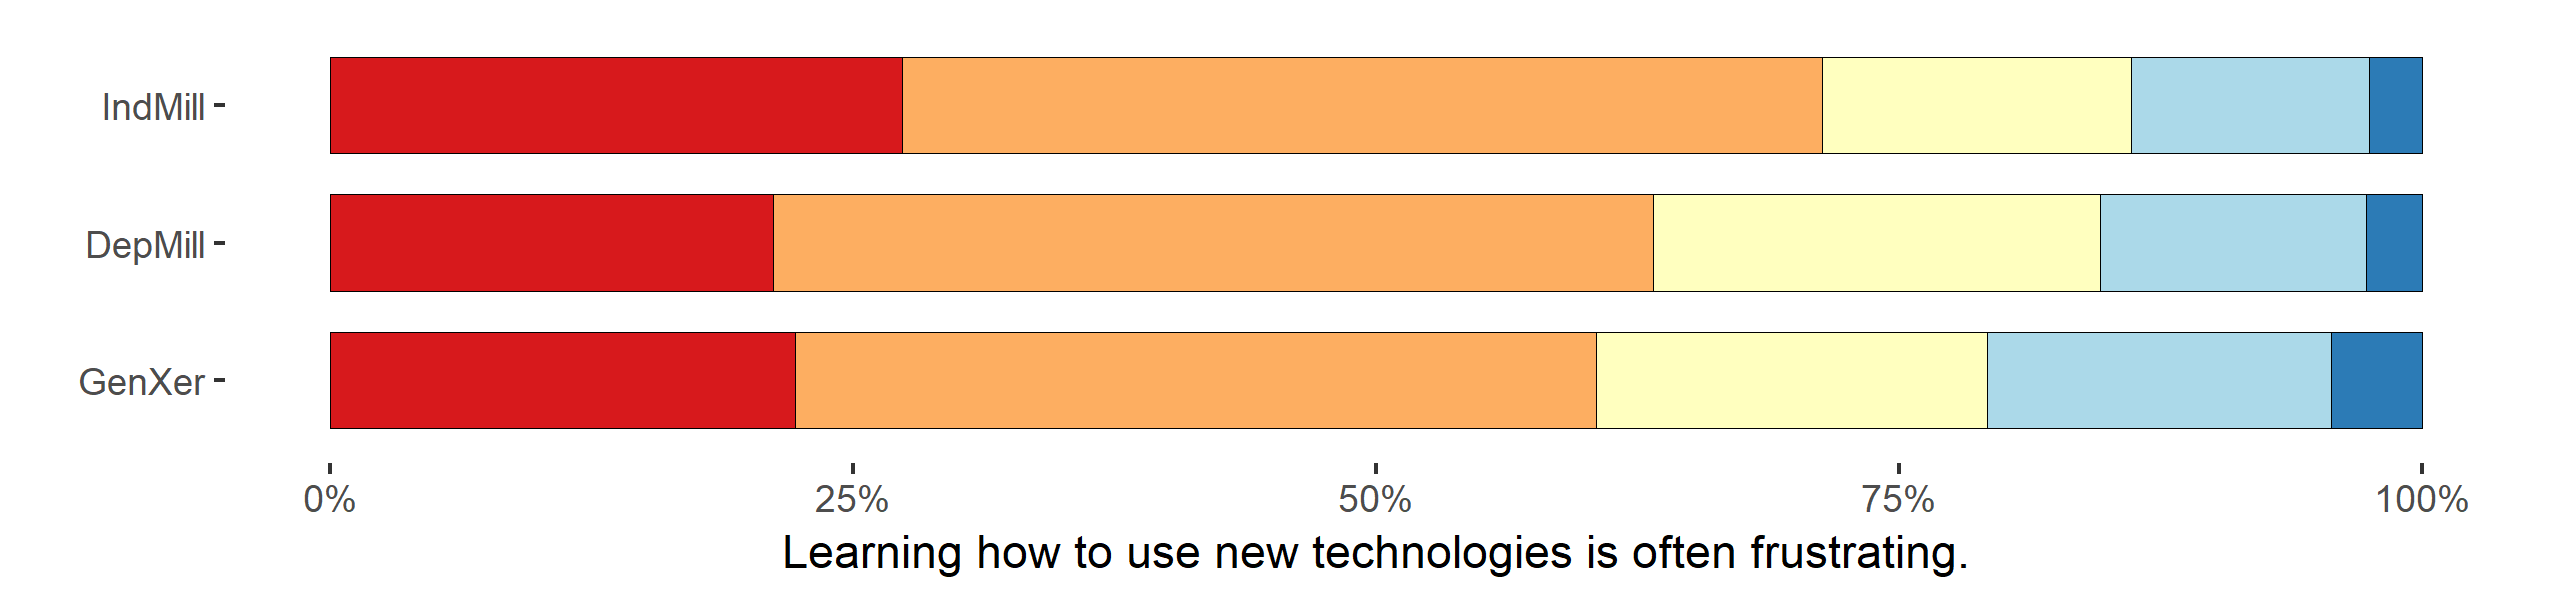 IndMill
DepMill
GenXer
0% 25% 50% 75% 100%
Learning how to use new technologies is often frustrating.